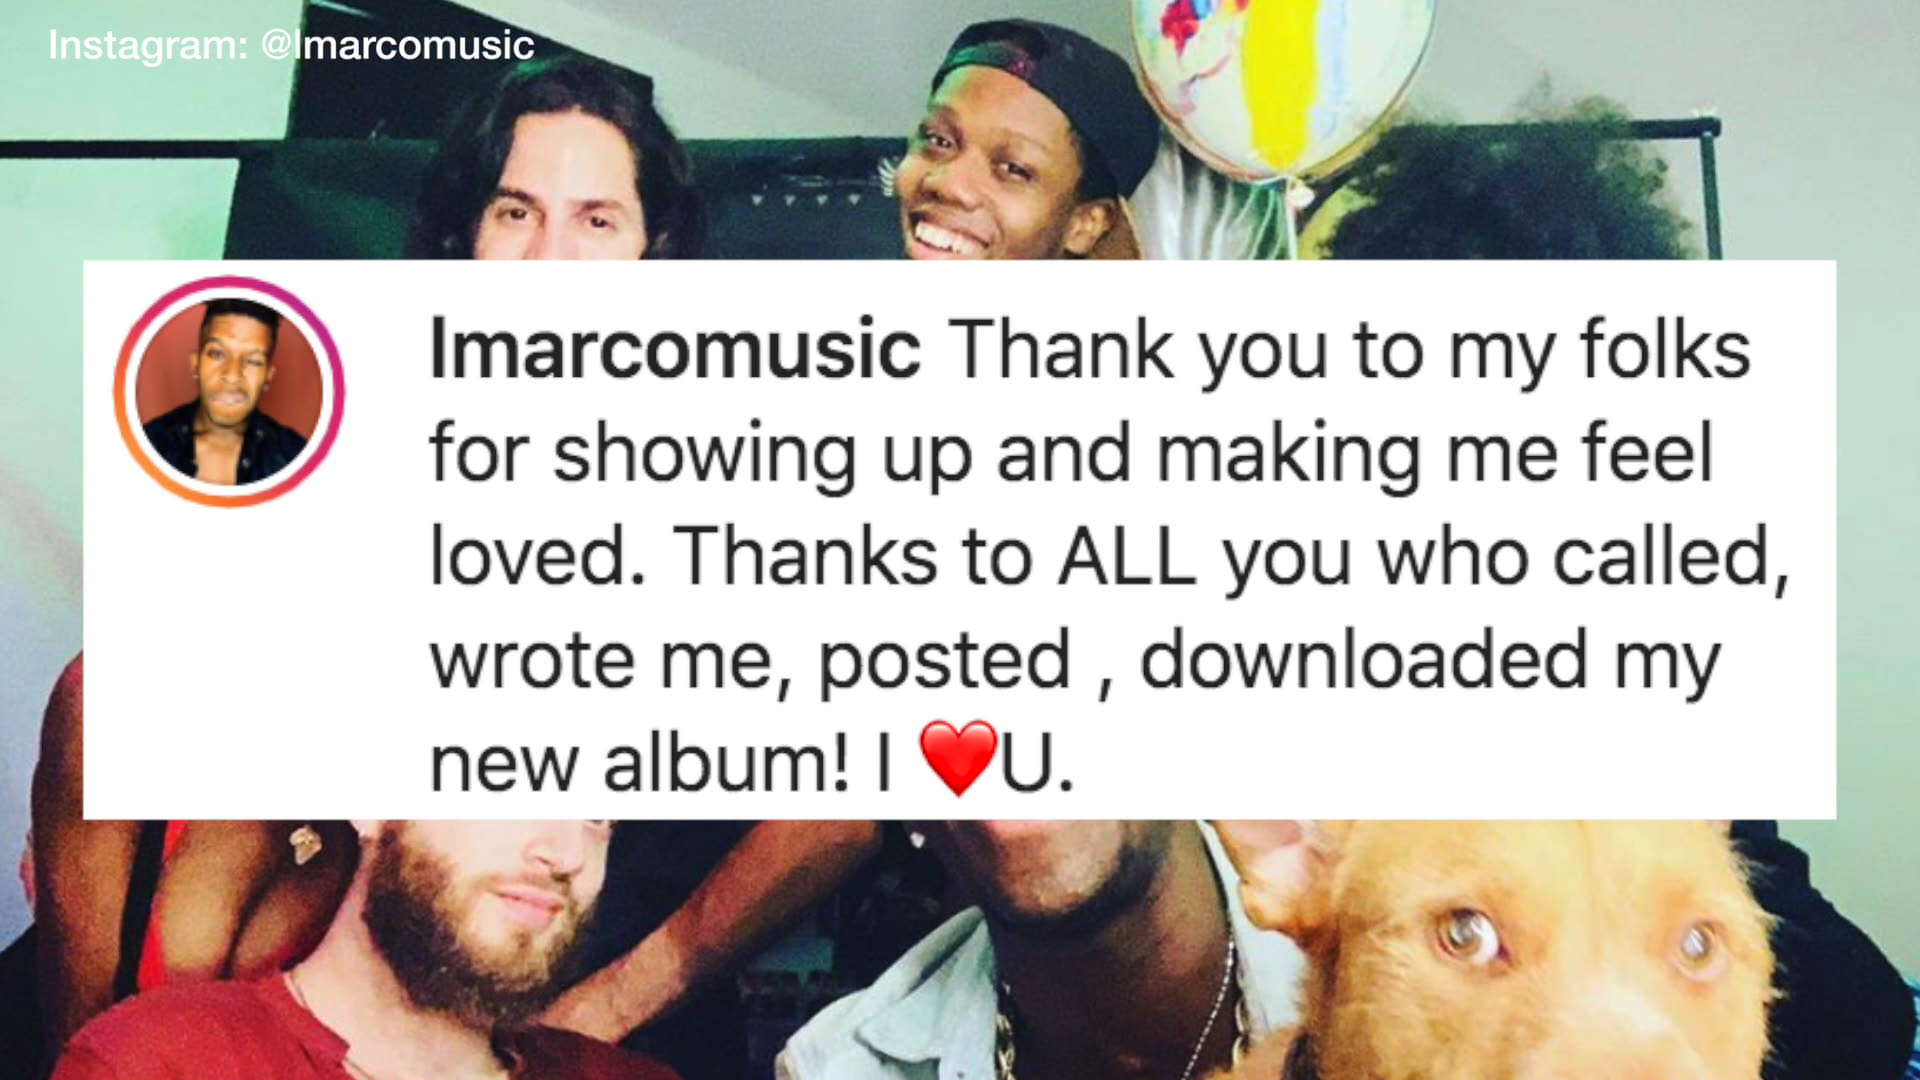 Instagram: @lmarcomusic
lmarcomusic Thank you to my folks
for showing up and making me feel
loved. Thanks to ALL you who called,
wrote me, posted , downloaded my
new album! I ❤️U.